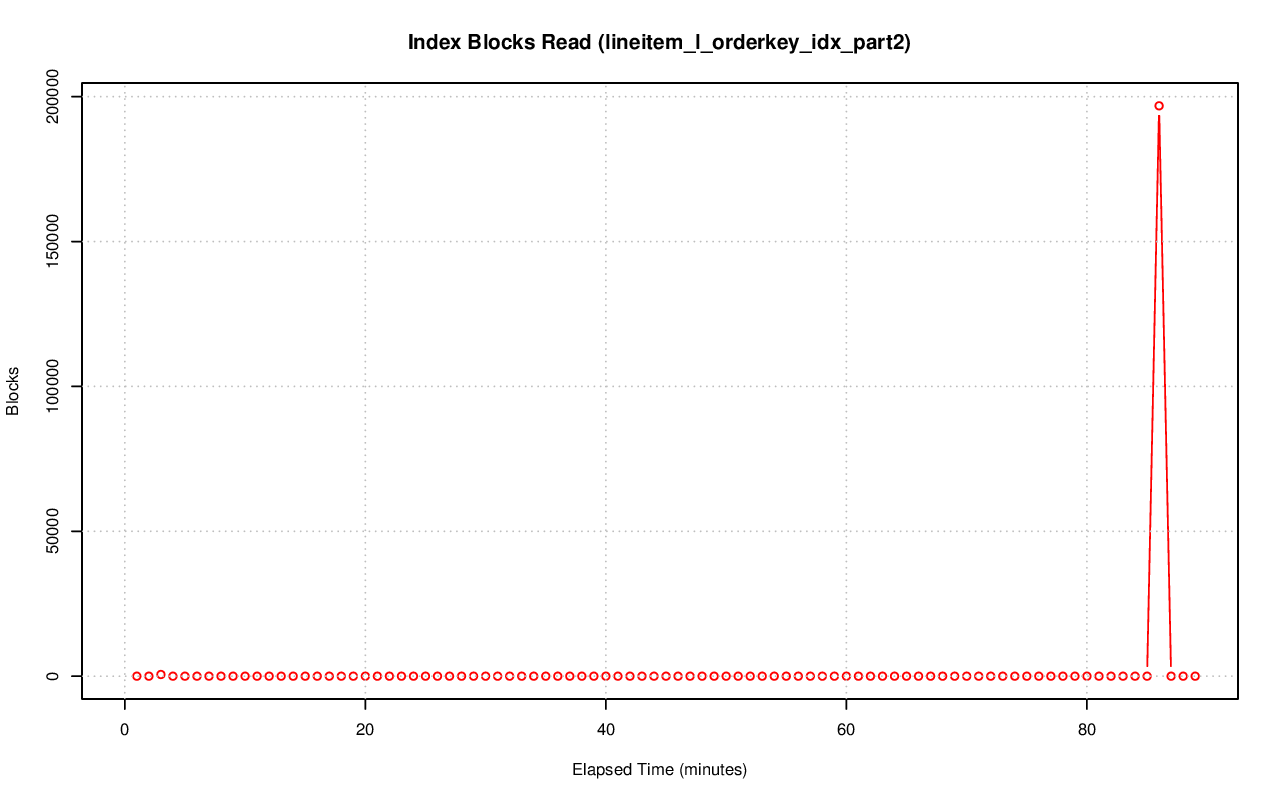 Index Blocks Read (lineitem_l_orderkey_idx_part2)
200000
150000
100000
50000
0
Blocks
0 20 40 60 80
Elapsed Time (minutes)